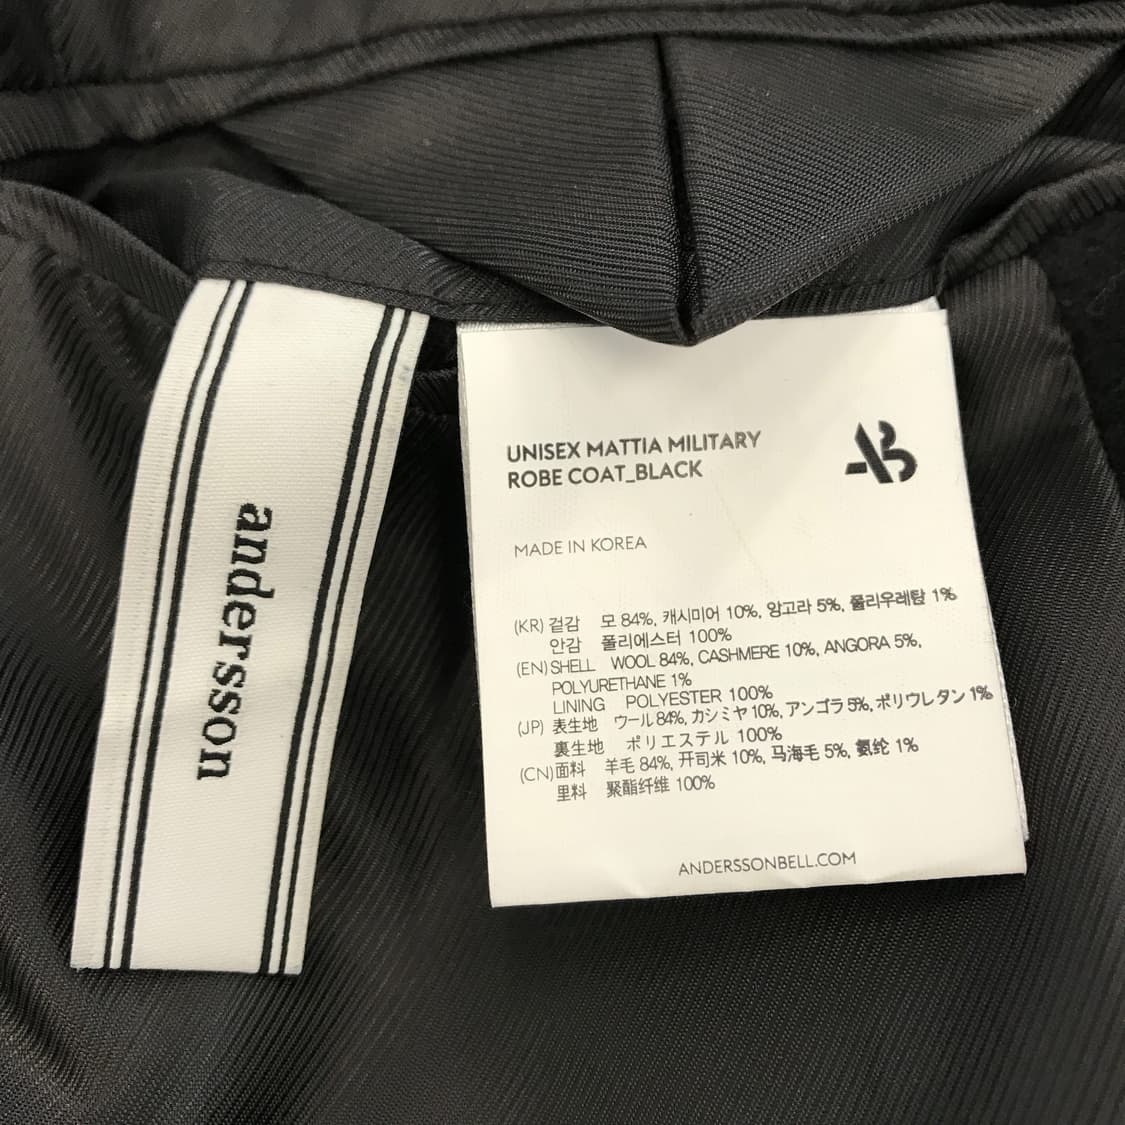 andersson
UNISEX MATTIA MILITARY
ROBE COAT_BLACK
AB
MADE IN KOREA
(KR) 겉감 모 84%, 캐시미어 10%, 앙고라 5%, 폴리우레탄 1%
안감 폴리에스터 100%
(EN) SHELL WOOL 84%, CASHMERE 10%, ANGORA 5%,
POLYURETHANE 1%
LINING POLYESTER 100%
(JP) 表生地 ウール 84%, カシミヤ 10%, アンゴラ 5%, ポリウレタン 1%
裏生地 ポリエステル 100%
(CN) 面料 羊毛 84%, 开司米 10%, 马海毛 5%, 氨纶 1%
里料 聚酯纤维 100%
ANDERSSONBELL.COM